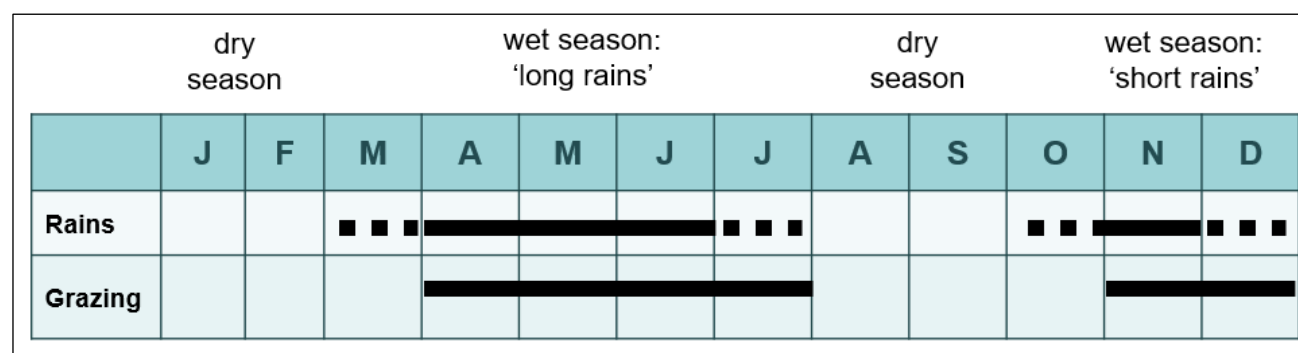 dry
season
wet season:
‘long rains’
dry
season
wet season:
‘short rains’
J F M A M J J A S O N D
Rains
Grazing